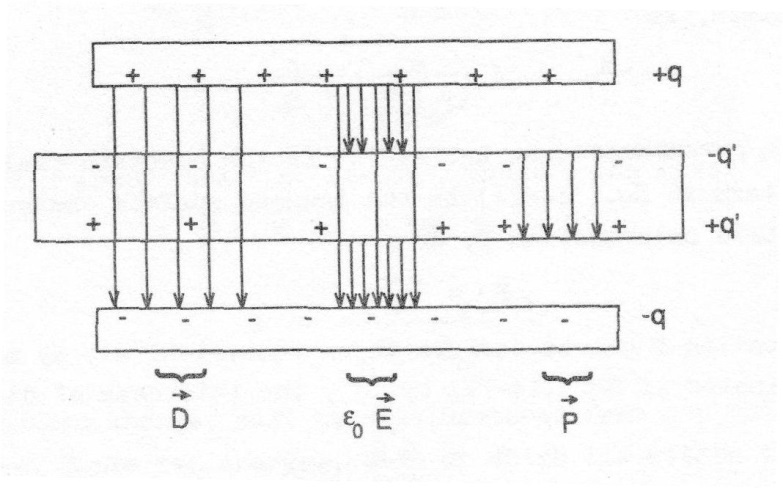 + + + + + + + +q
- - - - - - -q'
+ + + + + + +q'
- - - - - - - -q
D→ ε₀ E→ P→